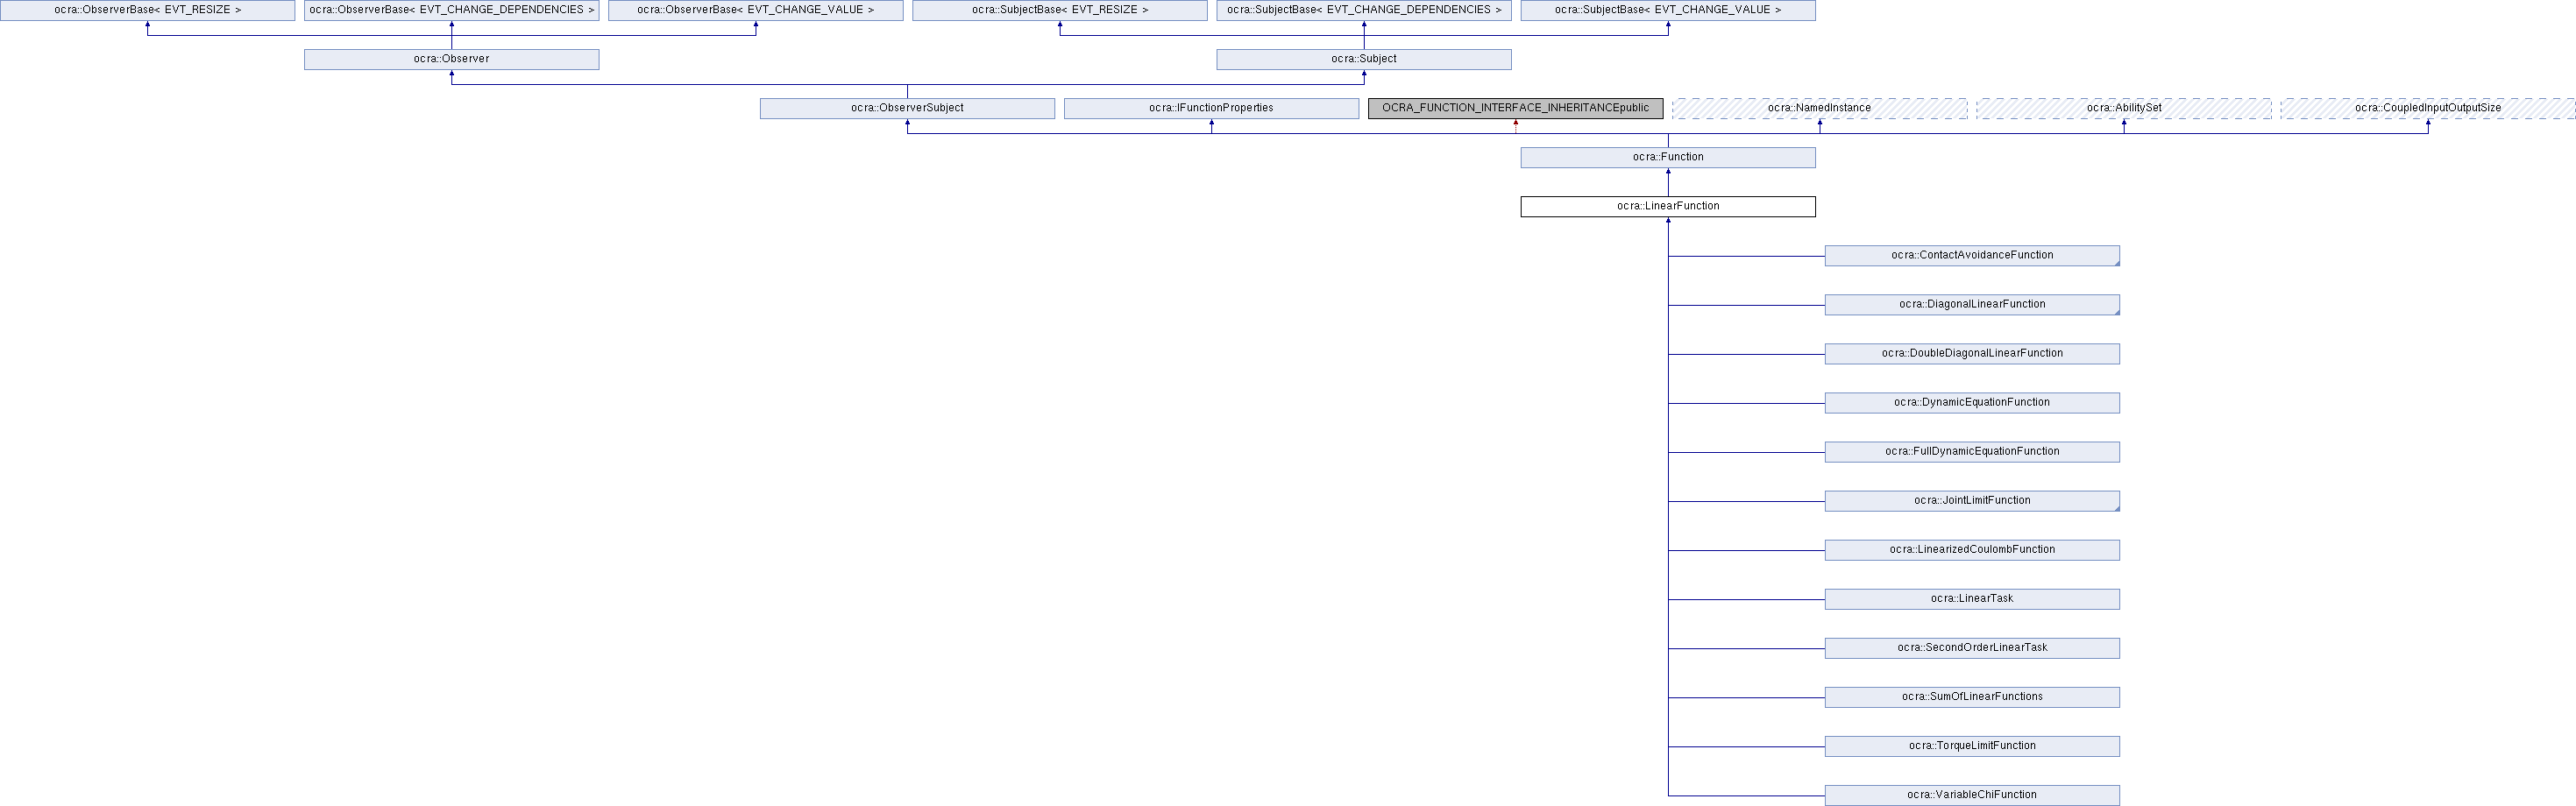 ocra::ObserverBase< EVT_RESIZE >
ocra::ObserverBase< EVT_CHANGE_DEPENDENCIES >
ocra::ObserverBase< EVT_CHANGE_VALUE >
ocra::SubjectBase< EVT_RESIZE >
ocra::SubjectBase< EVT_CHANGE_DEPENDENCIES >
ocra::SubjectBase< EVT_CHANGE_VALUE >
ocra::Observer
ocra::Subject
ocra::ObserverSubject
ocra::IFunctionProperties
OCRA_FUNCTION_INTERFACE_INHERITANCEpublic
ocra::NamedInstance
ocra::AbilitySet
ocra::CoupledInputOutputSize
ocra::Function
ocra::LinearFunction
ocra::ContactAvoidanceFunction
ocra::DiagonalLinearFunction
ocra::DoubleDiagonalLinearFunction
ocra::DynamicEquationFunction
ocra::FullDynamicEquationFunction
ocra::JointLimitFunction
ocra::LinearizedCoulombFunction
ocra::LinearTask
ocra::SecondOrderLinearTask
ocra::SumOfLinearFunctions
ocra::TorqueLimitFunction
ocra::VariableChiFunction